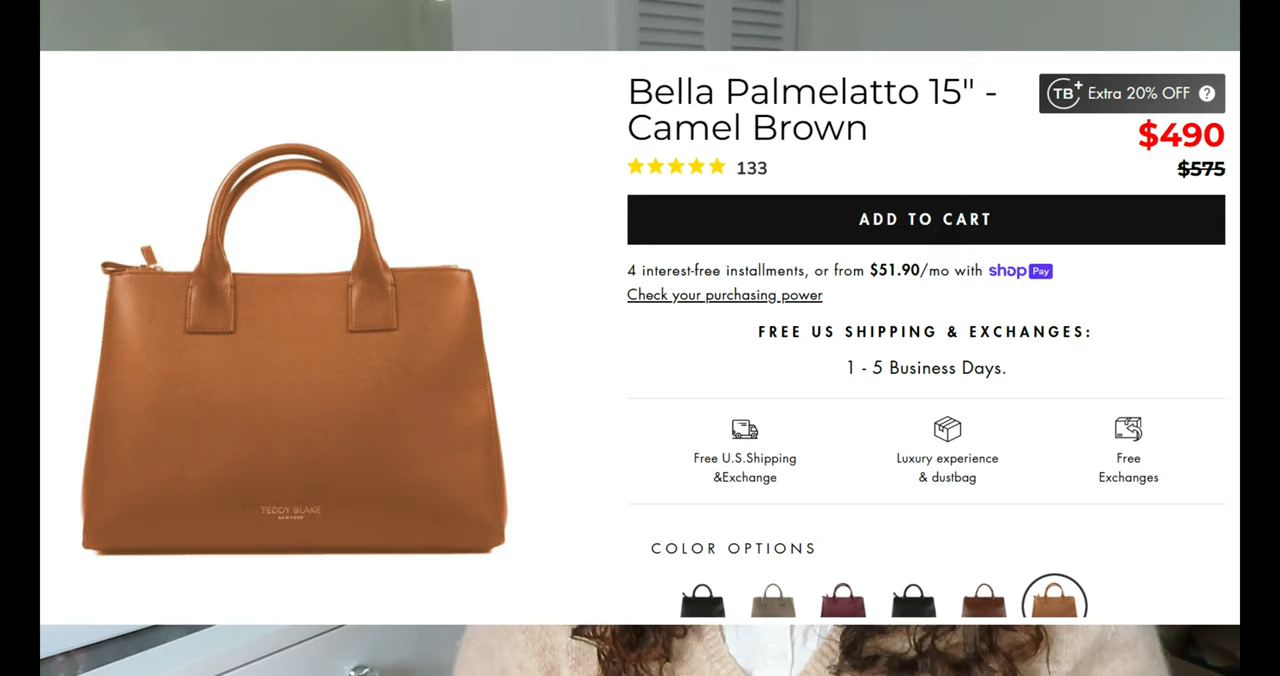 Bella Palmelatto 15" -
Camel Brown
133
TB+ Extra 20% OFF ?
$490
$575
ADD TO CART
4 interest-free installments, or from $51.90/mo with shop Pay
Check your purchasing power
FREE US SHIPPING & EXCHANGES:
1 - 5 Business Days.
Free U.S.Shipping
&Exchange
Luxury experience
& dustbag
Free
Exchanges
COLOR OPTIONS
TEDDY BLAKE
NEW YORK